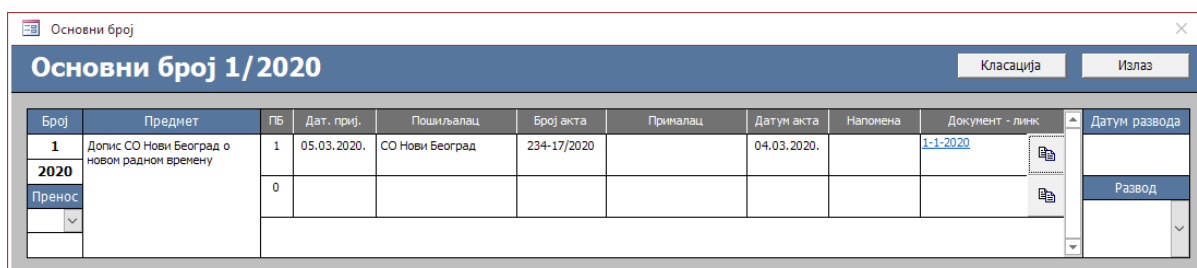 Основни број
Основни број 1/2020
Класација
Излаз
Број Предмет ПБ Дат. приј. Пошиљалац Број акта Прималац Датум акта Напомена Документ - линк Датум развода
1 Допис СО Нови Београд о 1 05.03.2020. СО Нови Београд 234-17/2020 04.03.2020. 1-1-2020
новом радном времену
2020
0
Пренос
Развод